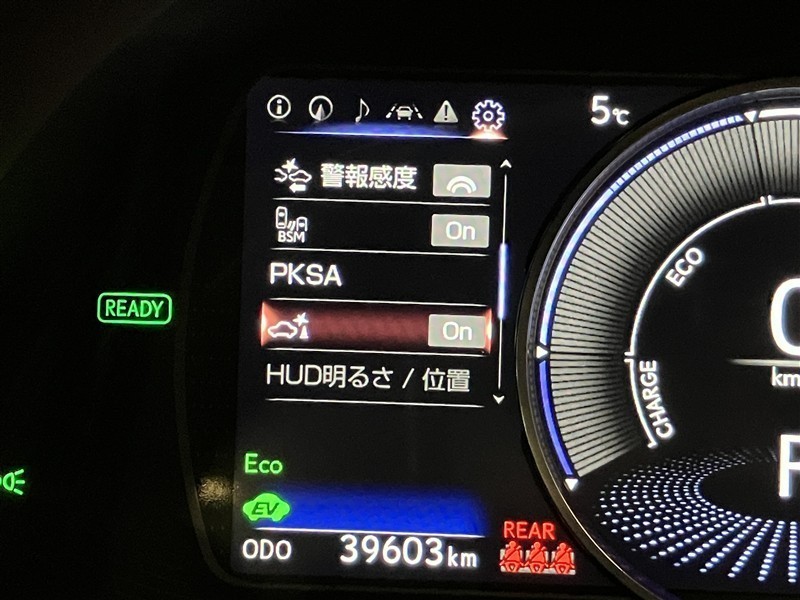 5℃
警報感度
BSM On
PKSA
On
HUD明るさ / 位置
READY
ECO
CHARGE
km
Eco
EV
ODO 39603km
REAR